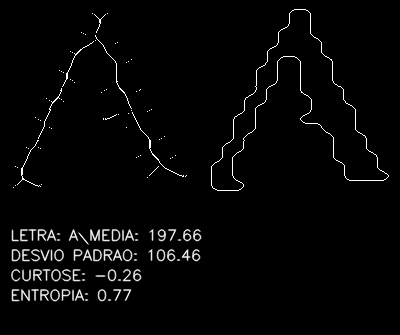 LETRA: A\MEDIA: 197.66
DESVIO PADRAO: 106.46
CURTOSE: -0.26
ENTROPIA: 0.77